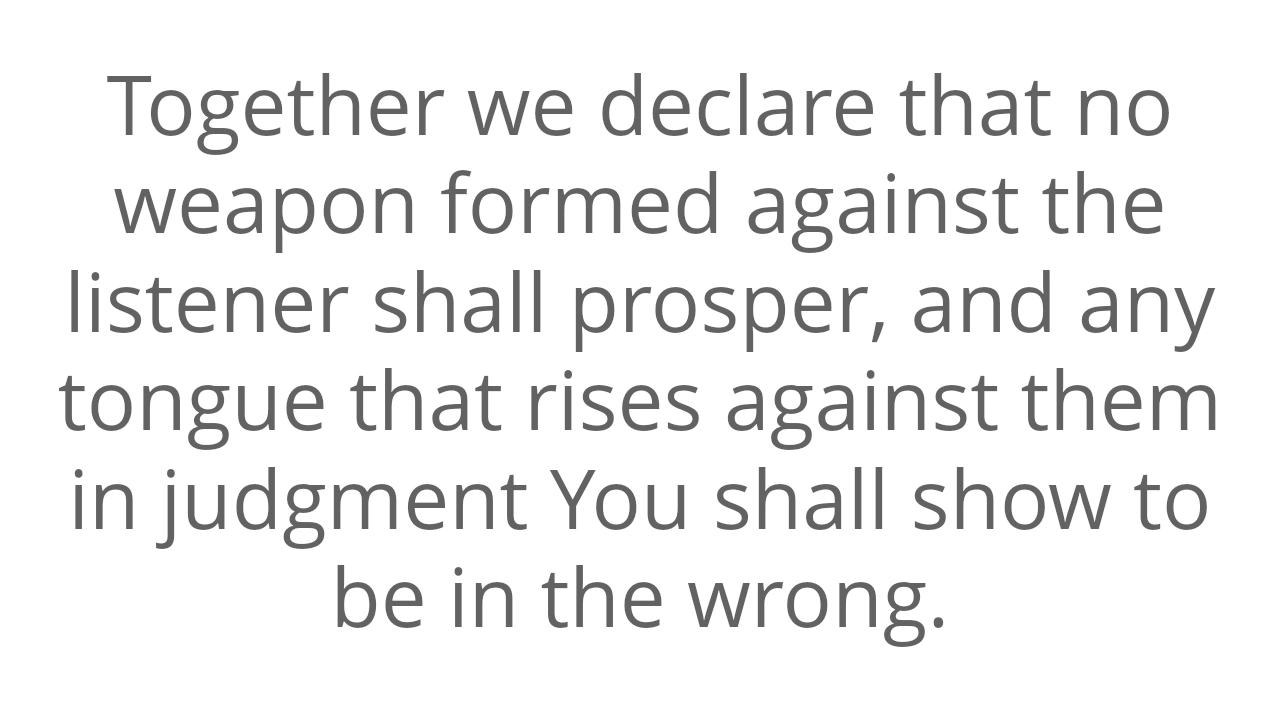 Together we declare that no
weapon formed against the
listener shall prosper, and any
tongue that rises against them
in judgment You shall show to
be in the wrong.